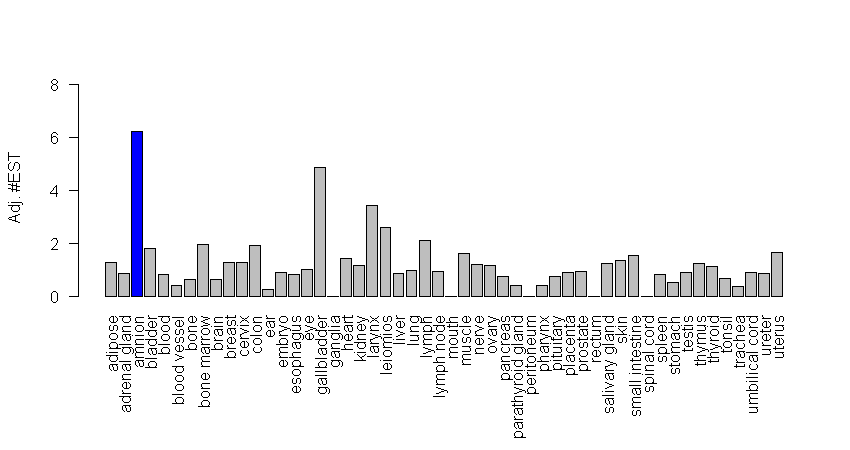 Adj. #EST
8
6
4
2
0
adipose
adrenal gland
amnion
bladder
blood
blood vessel
bone
bone marrow
brain
breast
cervix
colon
ear
embryo
esophagus
eye
gallbladder
ganglia
heart
kidney
larynx
leiomios
liver
lung
lymph
lymph node
mouth
muscle
nerve
ovary
pancreas
parathyroid gland
peritoneum
pharynx
pituitary
placenta
prostate
rectum
salivary gland
skin
small intestine
spinal cord
spleen
stomach
testis
thymus
thyroid
tonsil
trachea
umbilical cord
ureter
uterus